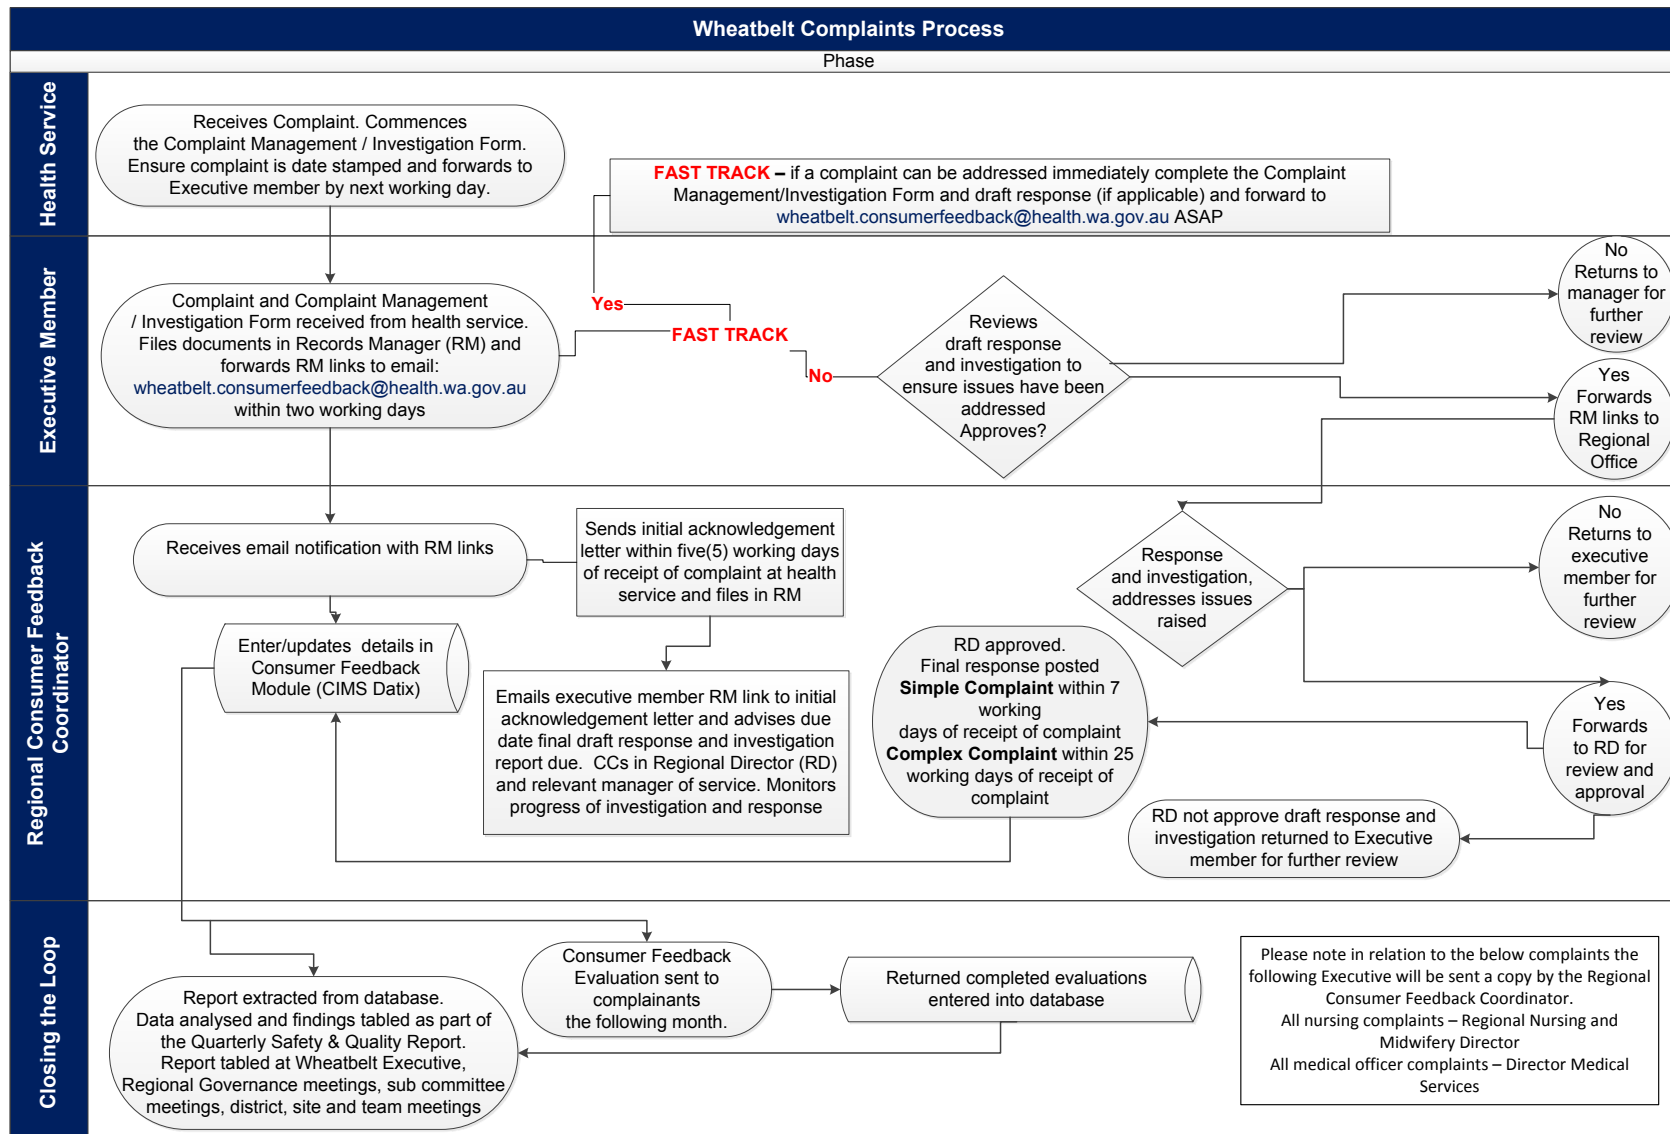 Wheatbelt Complaints Process
Phase
Health Service
Receives Complaint. Commences
the Complaint Management / Investigation Form.
Ensure complaint is date stamped and forwards to
Executive member by next working day.
FAST TRACK – if a complaint can be addressed immediately complete the Complaint
Management/Investigation Form and draft response (if applicable) and forward to
wheatbelt.consumerfeedback@health.wa.gov.au ASAP
Executive Member
Complaint and Complaint Management
/ Investigation Form received from health service.
Files documents in Records Manager (RM) and
forwards RM links to email:
wheatbelt.consumerfeedback@health.wa.gov.au
within two working days
Yes
FAST TRACK
No
Reviews
draft response
and investigation to
ensure issues have been
addressed
Approves?
No
Returns to
manager for
further
review
Yes
Forwards
RM links to
Regional
Office
Regional Consumer Feedback
Coordinator
Receives email notification with RM links
Sends initial acknowledgement
letter within five(5) working days
of receipt of complaint at health
service and files in RM
Enter/updates details in
Consumer Feedback
Module (CIMS Datix)
Emails executive member RM link to initial
acknowledgement letter and advises due
date final draft response and investigation
report due. CCs in Regional Director (RD)
and relevant manager of service. Monitors
progress of investigation and response
RD approved.
Final response posted
Simple Complaint within 7
working
days of receipt of complaint
Complex Complaint within 25
working days of receipt of
complaint
Response
and investigation,
addresses issues
raised
No
Returns to
executive
member for
further
review
Yes
Forwards
to RD for
review and
approval
RD not approve draft response and
investigation returned to Executive
member for further review
Closing the Loop
Report extracted from database.
Data analysed and findings tabled as part of
the Quarterly Safety & Quality Report.
Report tabled at Wheatbelt Executive,
Regional Governance meetings, sub committee
meetings, district, site and team meetings
Consumer Feedback
Evaluation sent to
complainants
the following month.
Returned completed evaluations
entered into database
Please note in relation to the below complaints the
following Executive will be sent a copy by the Regional
Consumer Feedback Coordinator.
All nursing complaints – Regional Nursing and
Midwifery Director
All medical officer complaints – Director Medical
Services